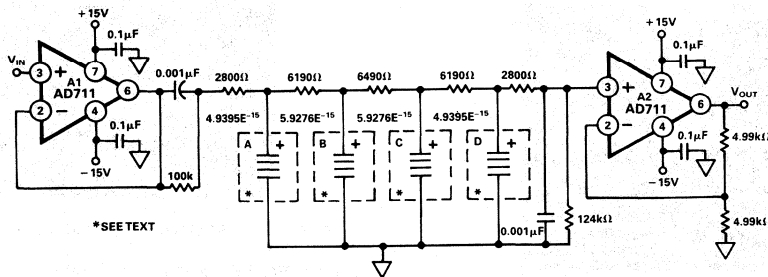 +15V
0.1µF
VIN
3
+
7
A1
AD711
6
2
−
4
0.1µF
−15V
100k
0.001µF
2800Ω
6190Ω
6490Ω
6190Ω
2800Ω
4.9395E⁻¹⁵
5.9276E⁻¹⁵
5.9276E⁻¹⁵
4.9395E⁻¹⁵
A
+
*
B
+
*
C
+
*
D
+
*
0.001µF
124kΩ
+15V
0.1µF
3
+
7
A2
AD711
6
VOUT
2
−
4
0.1µF
−15V
4.99kΩ
4.99kΩ
*SEE TEXT